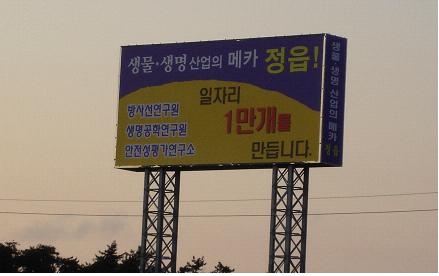 생물·생명 산업의 메카 정읍!
방사선연구원
생명공학연구원
안전성평가연구소
일자리
1만개를
만듭니다.
생물·생명 산업의 메카 정읍